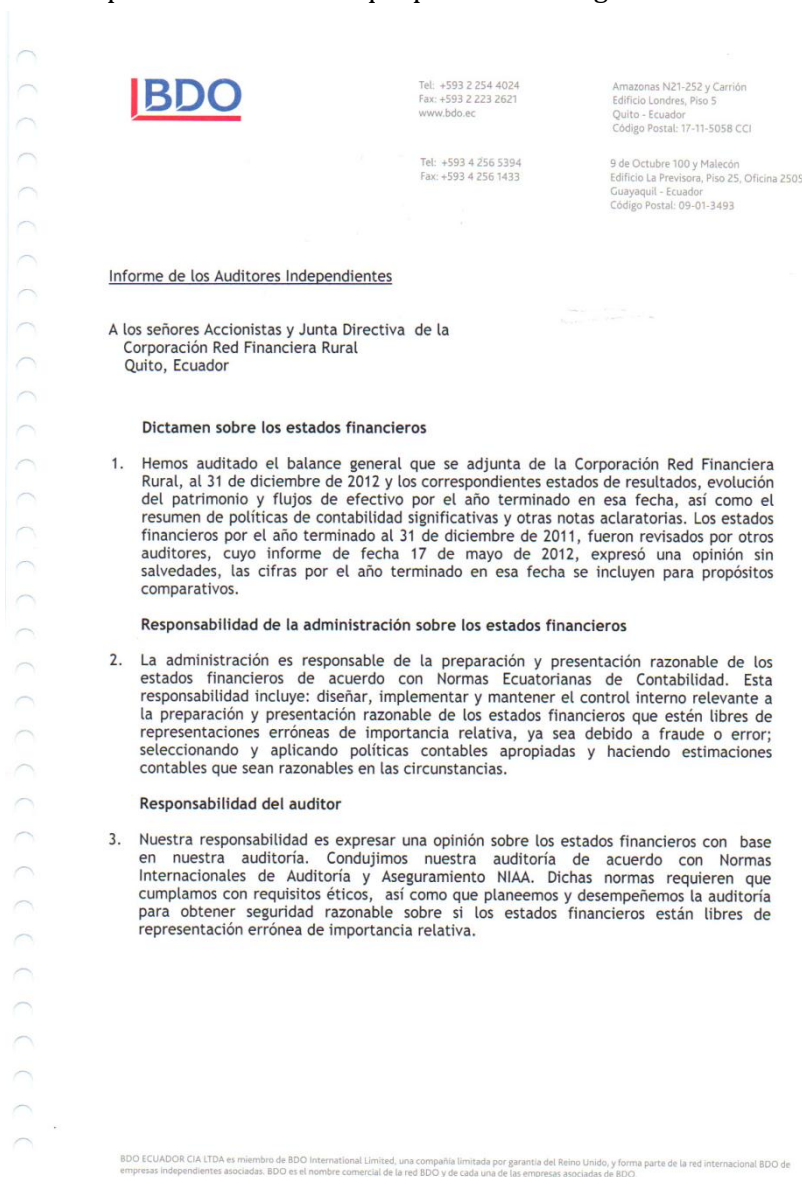 BDO
Tel: +593 2 254 4024
Fax: +593 2 223 2621
www.bdo.ec
Amazonas N21-252 y Carrión
Edificio Londres, Piso 5
Quito - Ecuador
Código Postal: 17-11-5058 CCI
Tel: +593 4 256 5394
Fax: +593 4 256 1433
9 de Octubre 100 y Malecón
Edificio La Previsora, Piso 25, Oficina 2505
Guayaquil - Ecuador
Código Postal: 09-01-3493
Informe de los Auditores Independientes
A los señores Accionistas y Junta Directiva de la
Corporación Red Financiera Rural
Quito, Ecuador
Dictamen sobre los estados financieros
1. Hemos auditado el balance general que se adjunta de la Corporación Red Financiera
Rural, al 31 de diciembre de 2012 y los correspondientes estados de resultados, evolución
del patrimonio y flujos de efectivo por el año terminado en esa fecha, así como el
resumen de políticas de contabilidad significativas y otras notas aclaratorias. Los estados
financieros por el año terminado al 31 de diciembre de 2011, fueron revisados por otros
auditores, cuyo informe de fecha 17 de mayo de 2012, expresó una opinión sin
salvedades, las cifras por el año terminado en esa fecha se incluyen para propósitos
comparativos.
Responsabilidad de la administración sobre los estados financieros
2. La administración es responsable de la preparación y presentación razonable de los
estados financieros de acuerdo con Normas Ecuatorianas de Contabilidad. Esta
responsabilidad incluye: diseñar, implementar y mantener el control interno relevante a
la preparación y presentación razonable de los estados financieros que estén libres de
representaciones erróneas de importancia relativa, ya sea debido a fraude o error;
seleccionando y aplicando políticas contables apropiadas y haciendo estimaciones
contables que sean razonables en las circunstancias.
Responsabilidad del auditor
3. Nuestra responsabilidad es expresar una opinión sobre los estados financieros con base
en nuestra auditoría. Condujimos nuestra auditoría de acuerdo con Normas
Internacionales de Auditoría y Aseguramiento NIAA. Dichas normas requieren que
cumplamos con requisitos éticos, así como que planeemos y desempeñemos la auditoría
para obtener seguridad razonable sobre si los estados financieros están libres de
representación errónea de importancia relativa.
BDO ECUADOR CIA LTDA es miembro de BDO International Limited, una compañía limitada por garantia del Reino Unido, y forma parte de la red internacional BDO de
empresas independientes asociadas. BDO es el nombre comercial de la red BDO y de cada una de las empresas asociadas de BDO